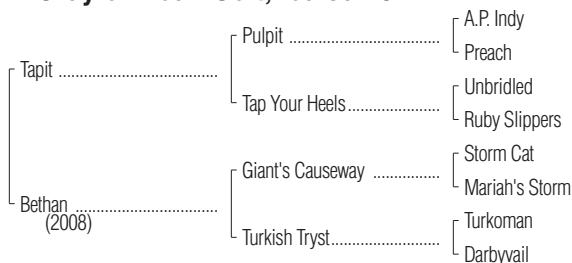 A.P. Indy
Pulpit
Preach
Tapit
Unbridled
Tap Your Heels
Ruby Slippers
Storm Cat
Giant's Causeway
Mariah's Storm
Bethan
(2008)
Turkoman
Turkish Tryst
Darbyvail